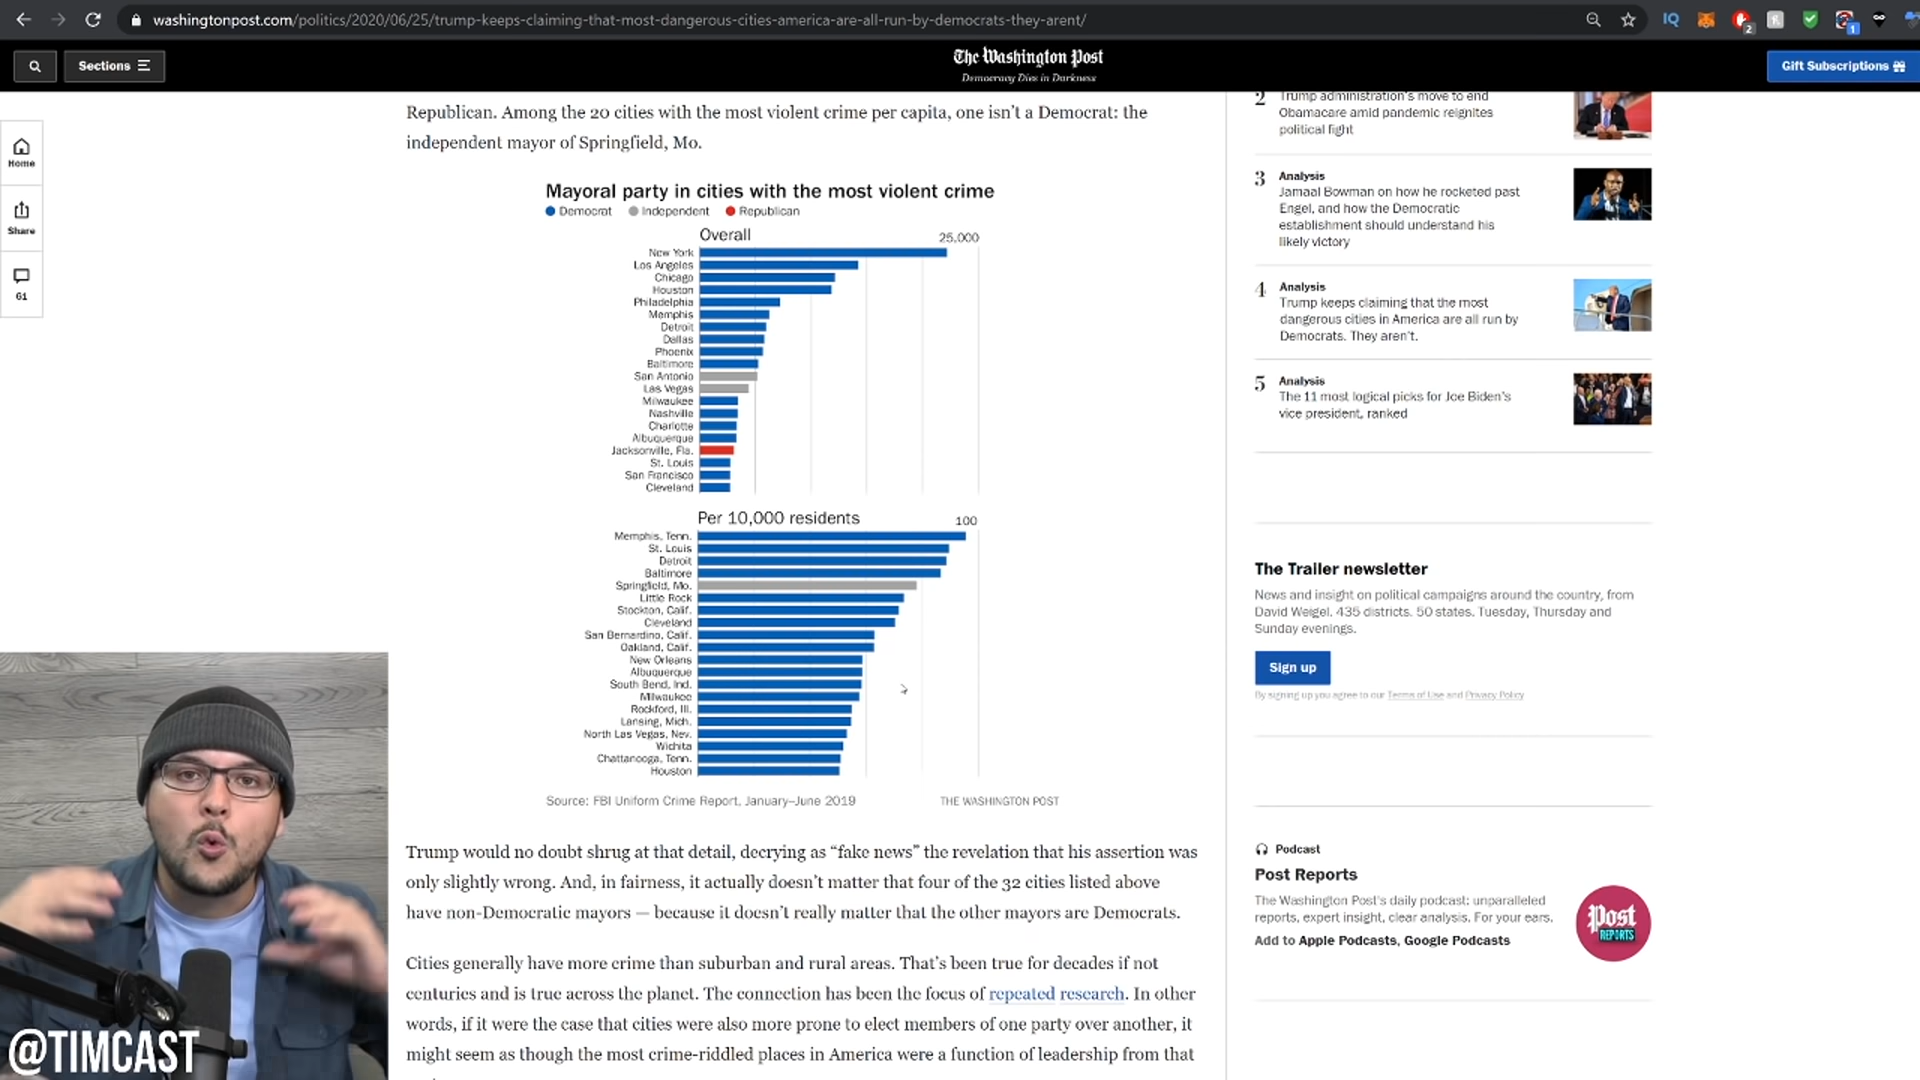 washingtonpost.com/politics/2020/06/25/trump-keeps-claiming-that-most-dangerous-cities-america-are-all-run-by-democrats-they-arent/
IQ
2
1
Sections
The Washington Post
Democracy Dies in Darkness
Gift Subscriptions
Home
Share
61
Republican. Among the 20 cities with the most violent crime per capita, one isn’t a Democrat: the
independent mayor of Springfield, Mo.
Mayoral party in cities with the most violent crime
Democrat Independent Republican
Overall 25,000
New York
Los Angeles
Chicago
Houston
Philadelphia
Memphis
Detroit
Dallas
Phoenix
Baltimore
San Antonio
Las Vegas
Milwaukee
Nashville
Charlotte
Albuquerque
Jacksonville, Fla.
St. Louis
San Francisco
Cleveland
Per 10,000 residents 100
Memphis, Tenn.
St. Louis
Detroit
Baltimore
Springfield, Mo.
Little Rock
Stockton, Calif.
Cleveland
San Bernardino, Calif.
Oakland, Calif.
New Orleans
Albuquerque
South Bend, Ind.
Milwaukee
Rockford, Ill.
Lansing, Mich.
North Las Vegas, Nev.
Wichita
Chattanooga, Tenn.
Houston
Source: FBI Uniform Crime Report, January–June 2019 THE WASHINGTON POST
Trump would no doubt shrug at that detail, decrying as “fake news” the revelation that his assertion was
only slightly wrong. And, in fairness, it actually doesn’t matter that four of the 32 cities listed above
have non-Democratic mayors — because it doesn’t really matter that the other mayors are Democrats.
Cities generally have more crime than suburban and rural areas. That’s been true for decades if not
centuries and is true across the planet. The connection has been the focus of repeated research. In other
words, if it were the case that cities were also more prone to elect members of one party over another, it
might seem as though the most crime-riddled places in America were a function of leadership from that
2
Trump administration’s move to end
Obamacare amid pandemic reignites
political fight
3
Analysis
Jamaal Bowman on how he rocketed past
Engel, and how the Democratic
establishment should understand his
likely victory
4
Analysis
Trump keeps claiming that the most
dangerous cities in America are all run by
Democrats. They aren’t.
5
Analysis
The 11 most logical picks for Joe Biden’s
vice president, ranked
The Trailer newsletter
News and insight on political campaigns around the country, from
David Weigel. 435 districts. 50 states. Tuesday, Thursday and
Sunday evenings.
Sign up
By signing up you agree to our Terms of Use and Privacy Policy
Podcast
Post Reports
The Washington Post’s daily podcast: unparalleled
reports, expert insight, clear analysis. For your ears.
Add to Apple Podcasts, Google Podcasts
Post
REPORTS
@TIMCAST